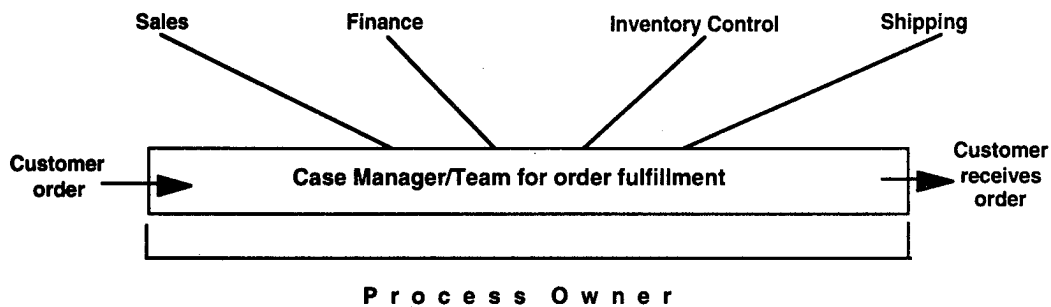 Sales
Finance
Inventory Control
Shipping
Customer
order
Case Manager/Team for order fulfillment
Customer
receives
order
Process Owner